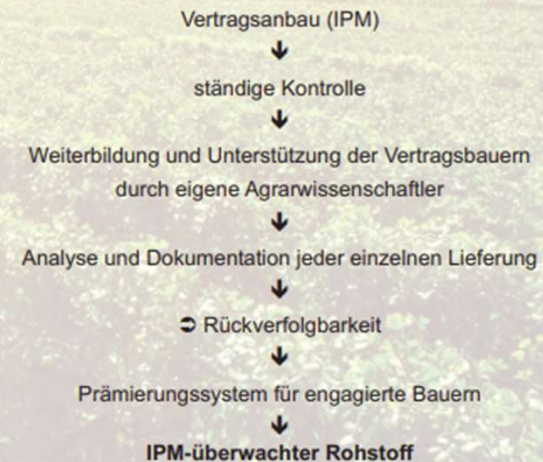 Vertragsanbau (IPM)
↓
ständige Kontrolle
↓
Weiterbildung und Unterstützung der Vertragsbauern
durch eigene Agrarwissenschaftler
↓
Analyse und Dokumentation jeder einzelnen Lieferung
↓
➲ Rückverfolgbarkeit
↓
Prämierungssystem für engagierte Bauern
↓
IPM-überwachter Rohstoff